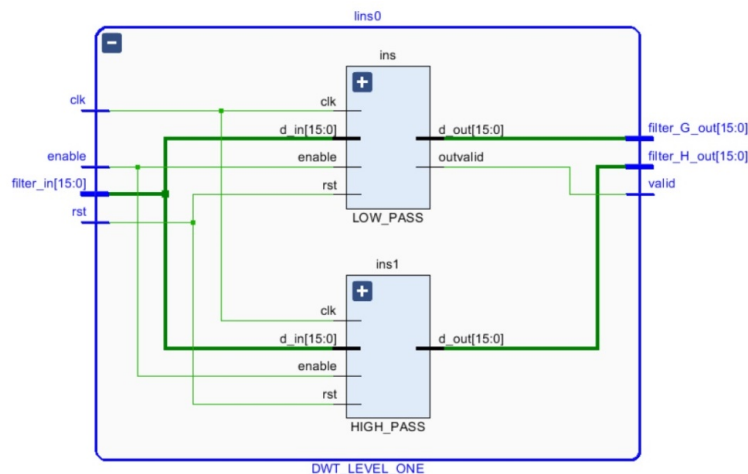 lins0
ins
clk
clk
d_in[15:0]
d_out[15:0]
filter_G_out[15:0]
enable
enable
outvalid
filter_H_out[15:0]
filter_in[15:0]
rst
valid
rst
LOW_PASS
ins1
clk
d_in[15:0]
d_out[15:0]
enable
rst
HIGH_PASS
DWT_LEVEL_ONE